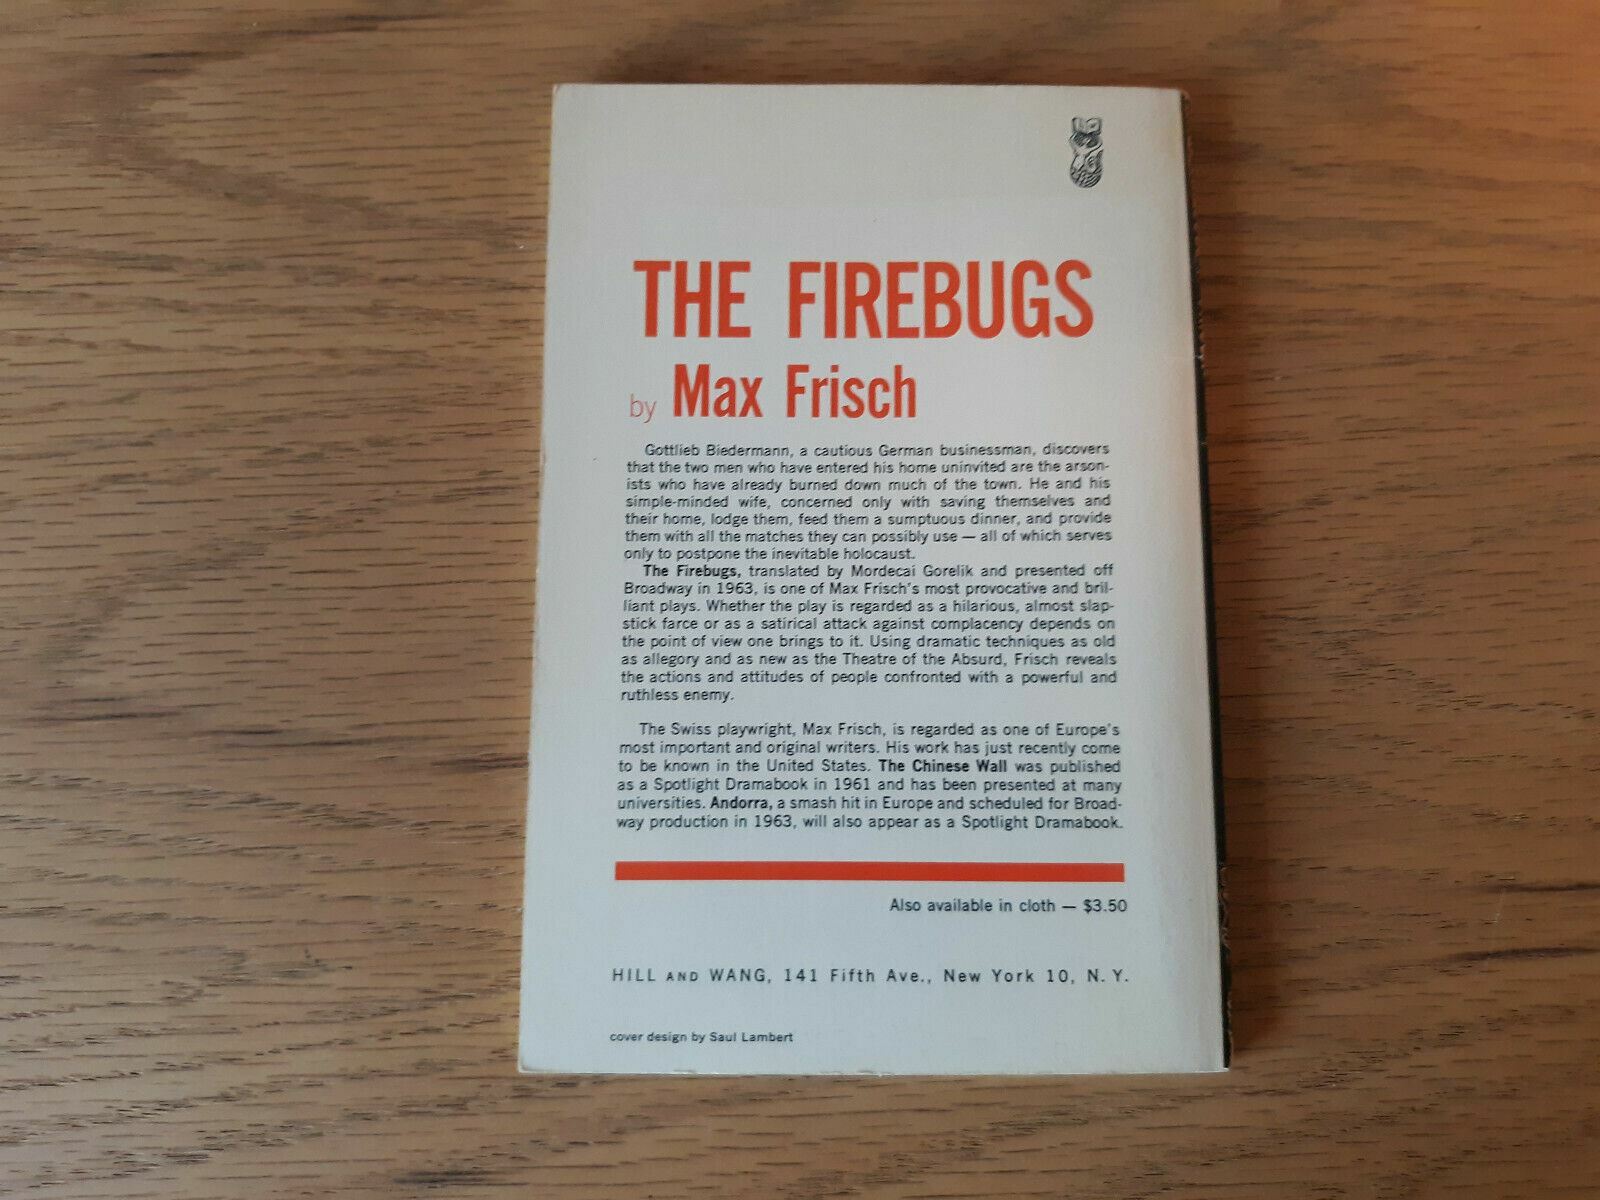 THE FIREBUGS
by Max Frisch
Gottlieb Biedermann, a cautious German businessman, discovers
that the two men who have entered his home uninvited are the arson-
ists who have already burned down much of the town. He and his
simple-minded wife, concerned only with saving themselves and
their home, lodge them, feed them a sumptuous dinner, and provide
them with all the matches they can possibly use — all of which serves
only to postpone the inevitable holocaust.
The Firebugs, translated by Mordecai Gorelik and presented off
Broadway in 1963, is one of Max Frisch's most provocative and bril-
liant plays. Whether the play is regarded as a hilarious, almost slap-
stick farce or as a satirical attack against complacency depends on
the point of view one brings to it. Using dramatic techniques as old
as allegory and as new as the Theatre of the Absurd, Frisch reveals
the actions and attitudes of people confronted with a powerful and
ruthless enemy.
The Swiss playwright, Max Frisch, is regarded as one of Europe's
most important and original writers. His work has just recently come
to be known in the United States. The Chinese Wall was published
as a Spotlight Dramabook in 1961 and has been presented at many
universities. Andorra, a smash hit in Europe and scheduled for Broad-
way production in 1963, will also appear as a Spotlight Dramabook.
Also available in cloth — $3.50
HILL AND WANG, 141 Fifth Ave., New York 10, N. Y.
cover design by Saul Lambert